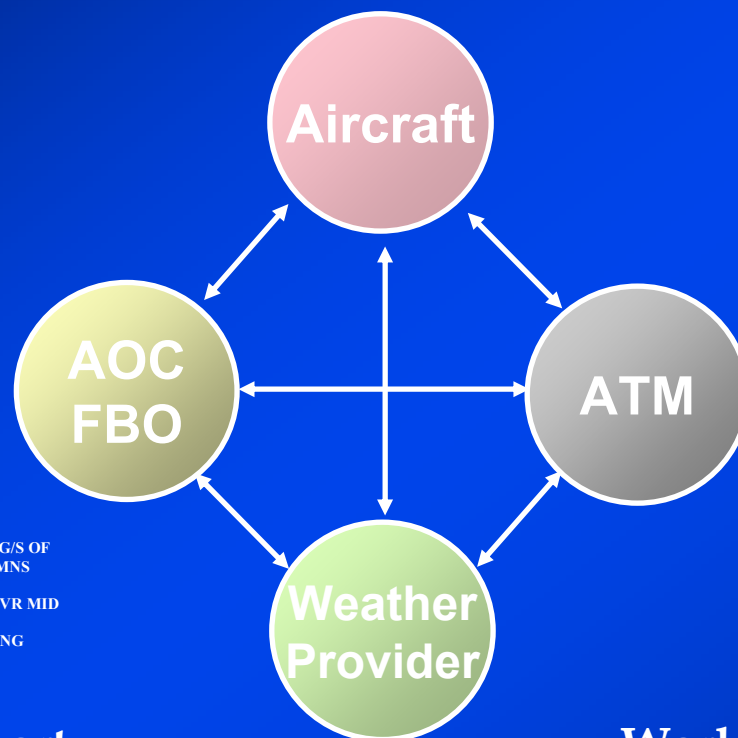 Aircraft
AOC
FBO
ATM
G/S OF
MNS
VR MID
NG
Weather
Provider